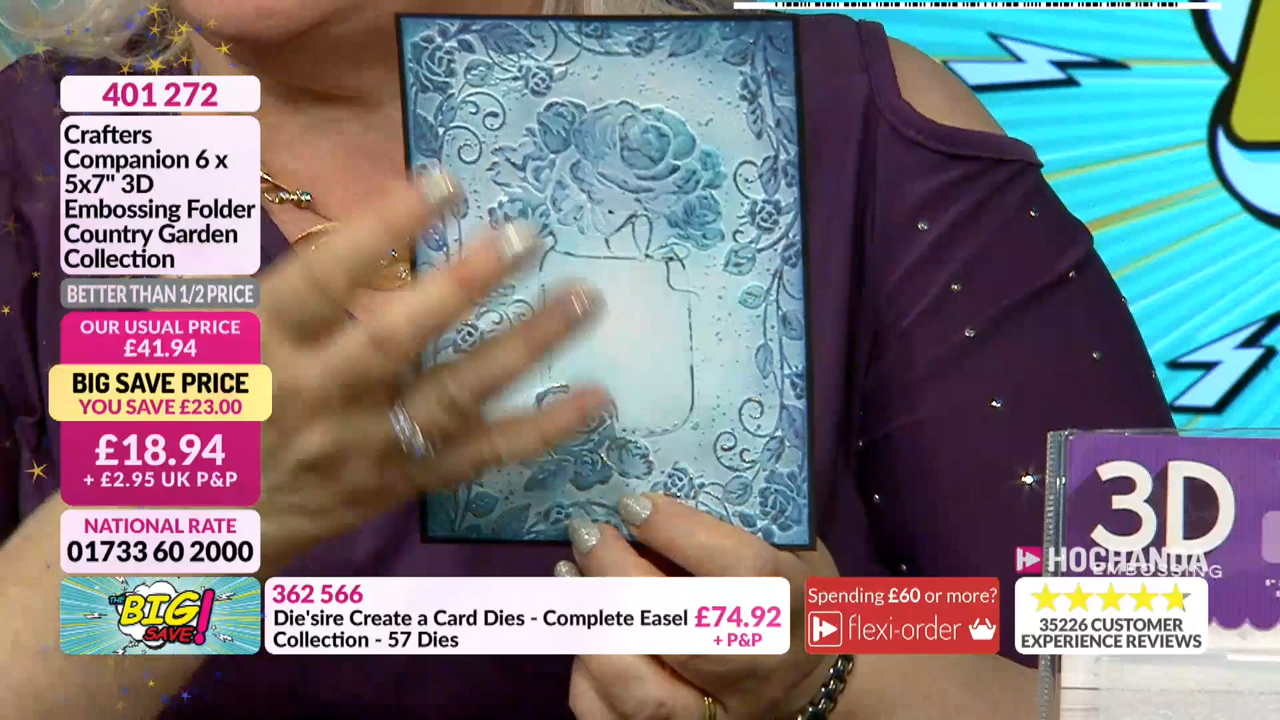 401 272
Crafters
Companion 6 x
5x7" 3D
Embossing Folder
Country Garden
Collection
BETTER THAN 1/2 PRICE
OUR USUAL PRICE
£41.94
BIG SAVE PRICE
YOU SAVE £23.00
£18.94
+ £2.95 UK P&P
NATIONAL RATE
01733 60 2000
THE
BIG
SAVE!
362 566
Die'sire Create a Card Dies - Complete Easel
Collection - 57 Dies
£74.92
+ P&P
Spending £60 or more?
flexi-order
3D
EMBOSSING
HOCHANDA
35226 CUSTOMER
EXPERIENCE REVIEWS